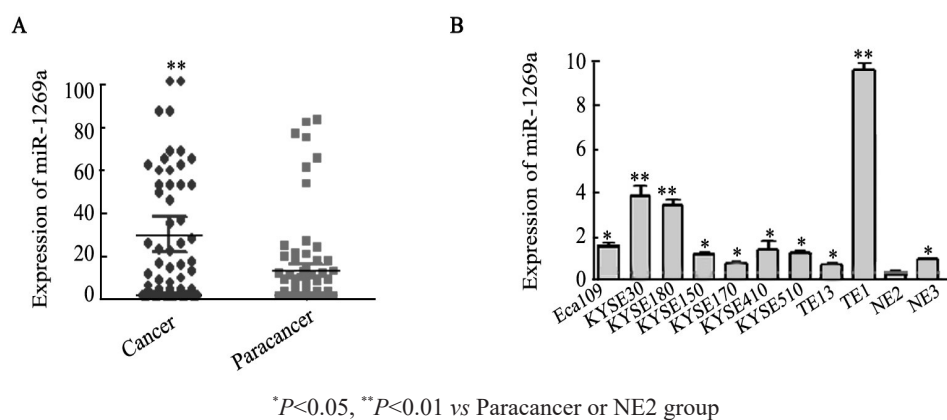 A
B
Expression of miR-1269a
**
100
80
60
40
20
0
Cancer
Paracancer
Expression of miR-1269a
10
8
6
4
2
0
*
**
**
*
*
*
*
*
**
*
Eca109
KYSE30
KYSE180
KYSE150
KYSE170
KYSE410
KYSE510
TE13
TE1
NE2
NE3
*P<0.05, **P<0.01 vs Paracancer or NE2 group